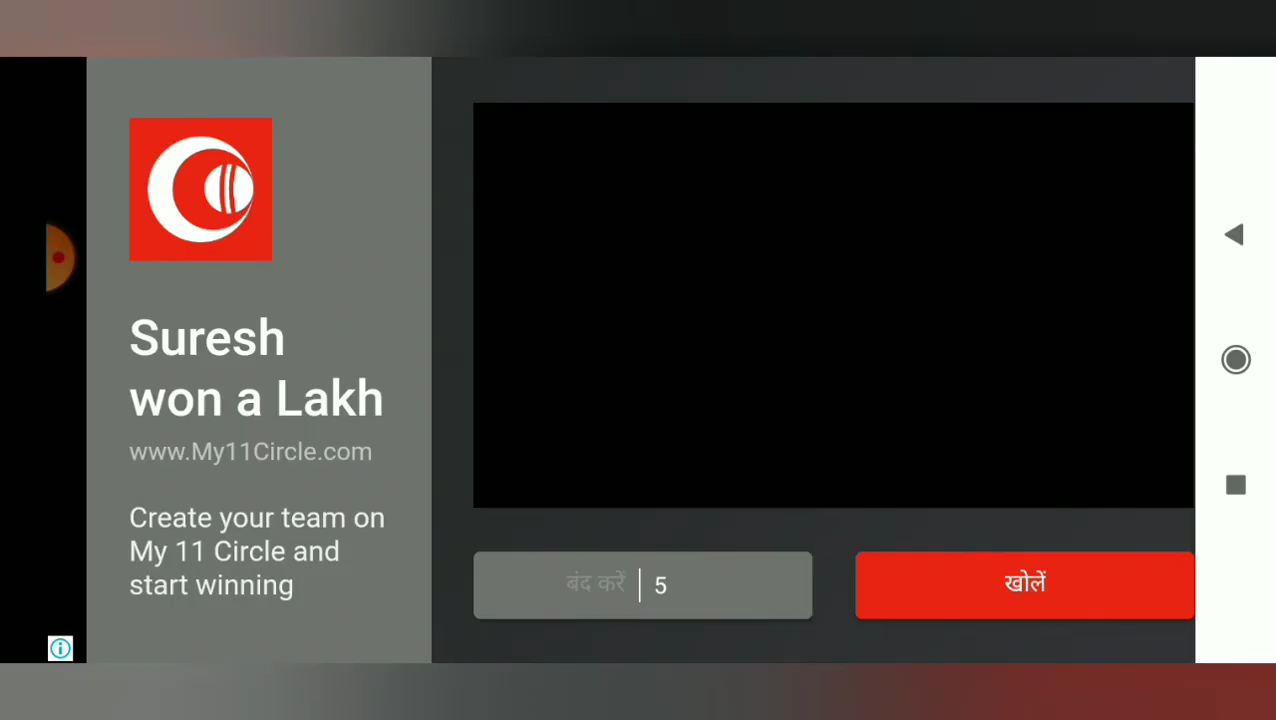 Suresh
won a Lakh
www.My11Circle.com
Create your team on
My 11 Circle and
start winning
बंद करें | 5
खोलें